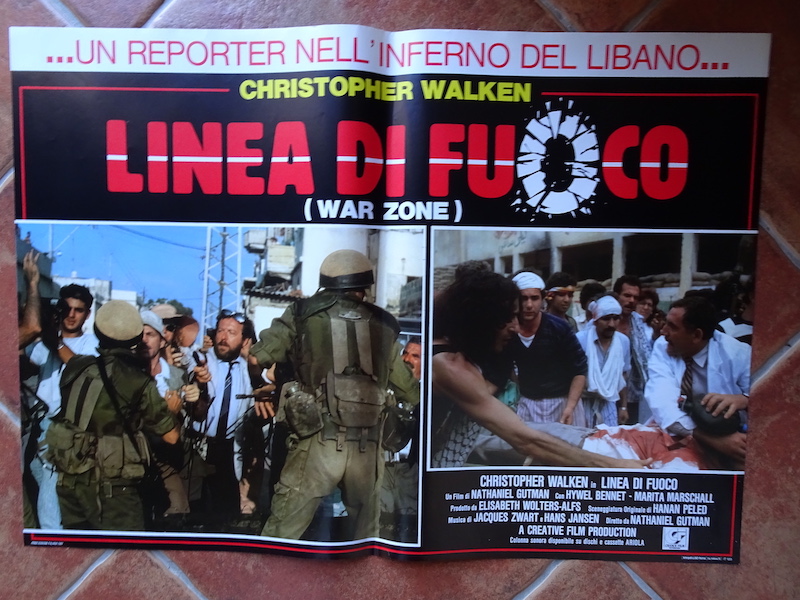 ...UN REPORTER NELL'INFERNO DEL LIBANO...
CHRISTOPHER WALKEN
LINEA DI FUOCO
(WAR ZONE)
CHRISTOPHER WALKEN in LINEA DI FUOCO
Un Film di NATHANIEL GUTMAN Con HYWEL BENNET - MARITA MARSCHALL
Prodotto da ELISABETH WOLTERS-ALFS Sceneggiatura Originale di HANAN PELED
Musica di JACQUES ZWART e HANS JANSEN Diretto da NATHANIEL GUTMAN
A CREATIVE FILM PRODUCTION
Colonna sonora disponibile su dischi e cassette ARIOLA